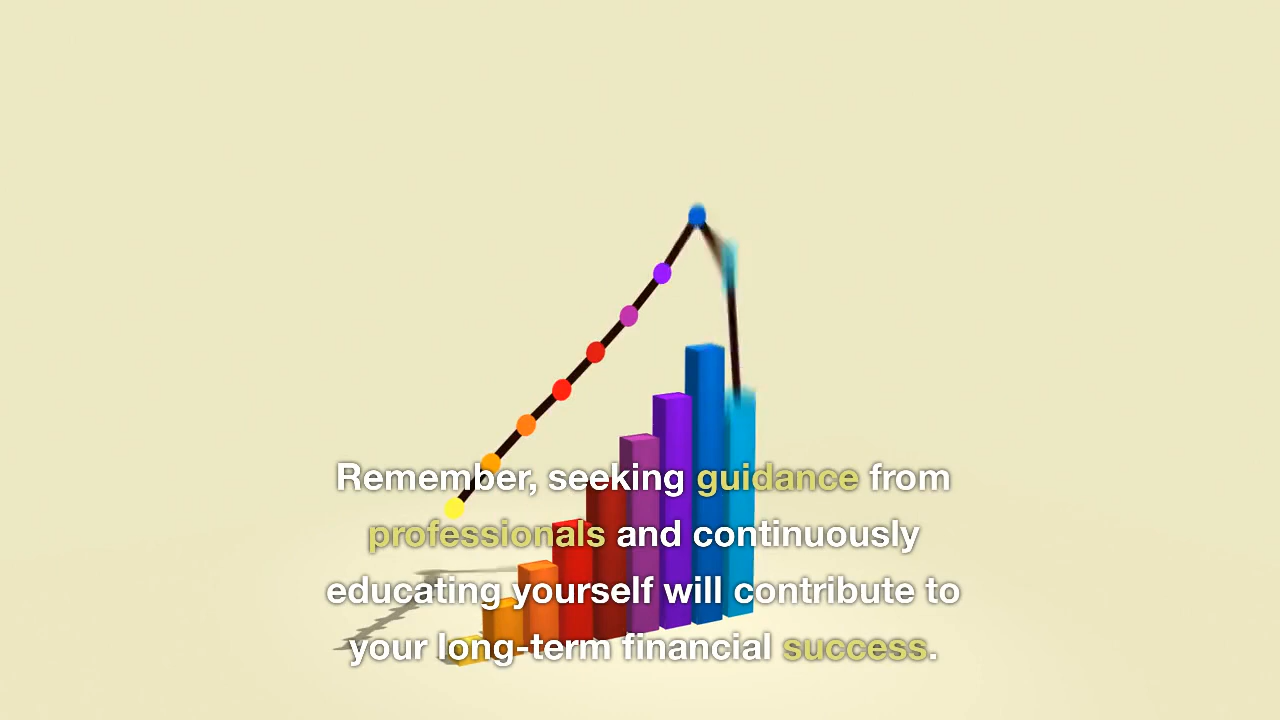 Remember, seeking guidance from
professionals and continuously
educating yourself will contribute to
your long-term financial success.